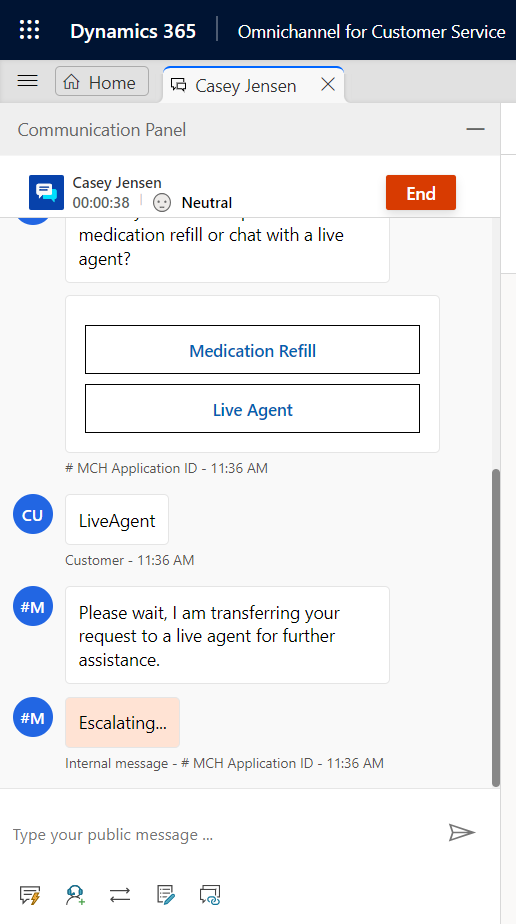 Dynamics 365
Omnichannel for Customer Service
Home
Casey Jensen
Communication Panel
Casey Jensen
00:00:38
Neutral
End
medication refill or chat with a live
agent?
Medication Refill
Live Agent
# MCH Application ID - 11:36 AM
CU
LiveAgent
Customer - 11:36 AM
#M
Please wait, I am transferring your
request to a live agent for further
assistance.
#M
Escalating...
Internal message - # MCH Application ID - 11:36 AM
Type your public message ...